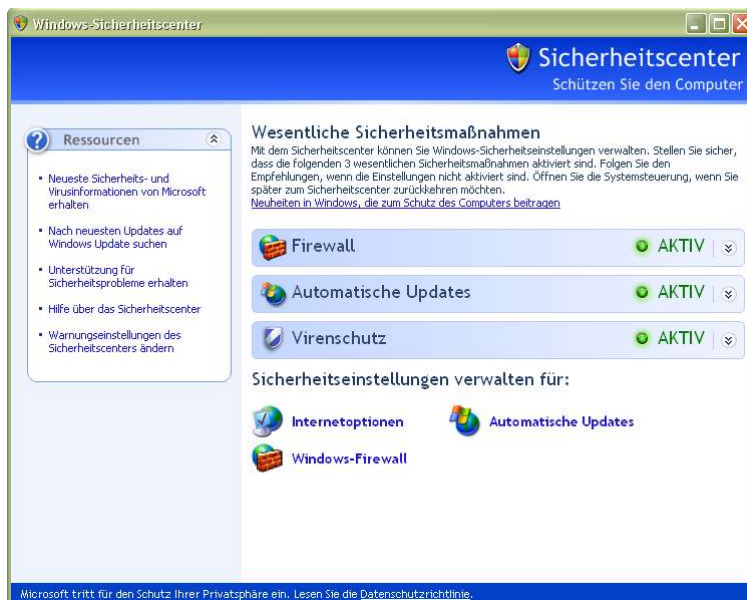 Windows-Sicherheitscenter
Sicherheitscenter
Schützen Sie den Computer
Ressourcen
• Neueste Sicherheits- und
Virusinformationen von Microsoft
erhalten
• Nach neuesten Updates auf
Windows Update suchen
• Unterstützung für
Sicherheitsprobleme erhalten
• Hilfe über das Sicherheitscenter
• Warnungseinstellungen des
Sicherheitscenters ändern
Wesentliche Sicherheitsmaßnahmen
Mit dem Sicherheitscenter können Sie Windows-Sicherheitseinstellungen verwalten. Stellen Sie sicher,
dass die folgenden 3 wesentlichen Sicherheitsmaßnahmen aktiviert sind. Folgen Sie den
Empfehlungen, wenn die Einstellungen nicht aktiviert sind. Öffnen Sie die Systemsteuerung, wenn Sie
später zum Sicherheitscenter zurückkehren möchten.
Neuheiten in Windows, die zum Schutz des Computers beitragen
Firewall AKTIV
Automatische Updates AKTIV
Virenschutz AKTIV
Sicherheitseinstellungen verwalten für:
Internetoptionen Automatische Updates
Windows-Firewall
Microsoft tritt für den Schutz Ihrer Privatsphäre ein. Lesen Sie die Datenschutzrichtlinie.